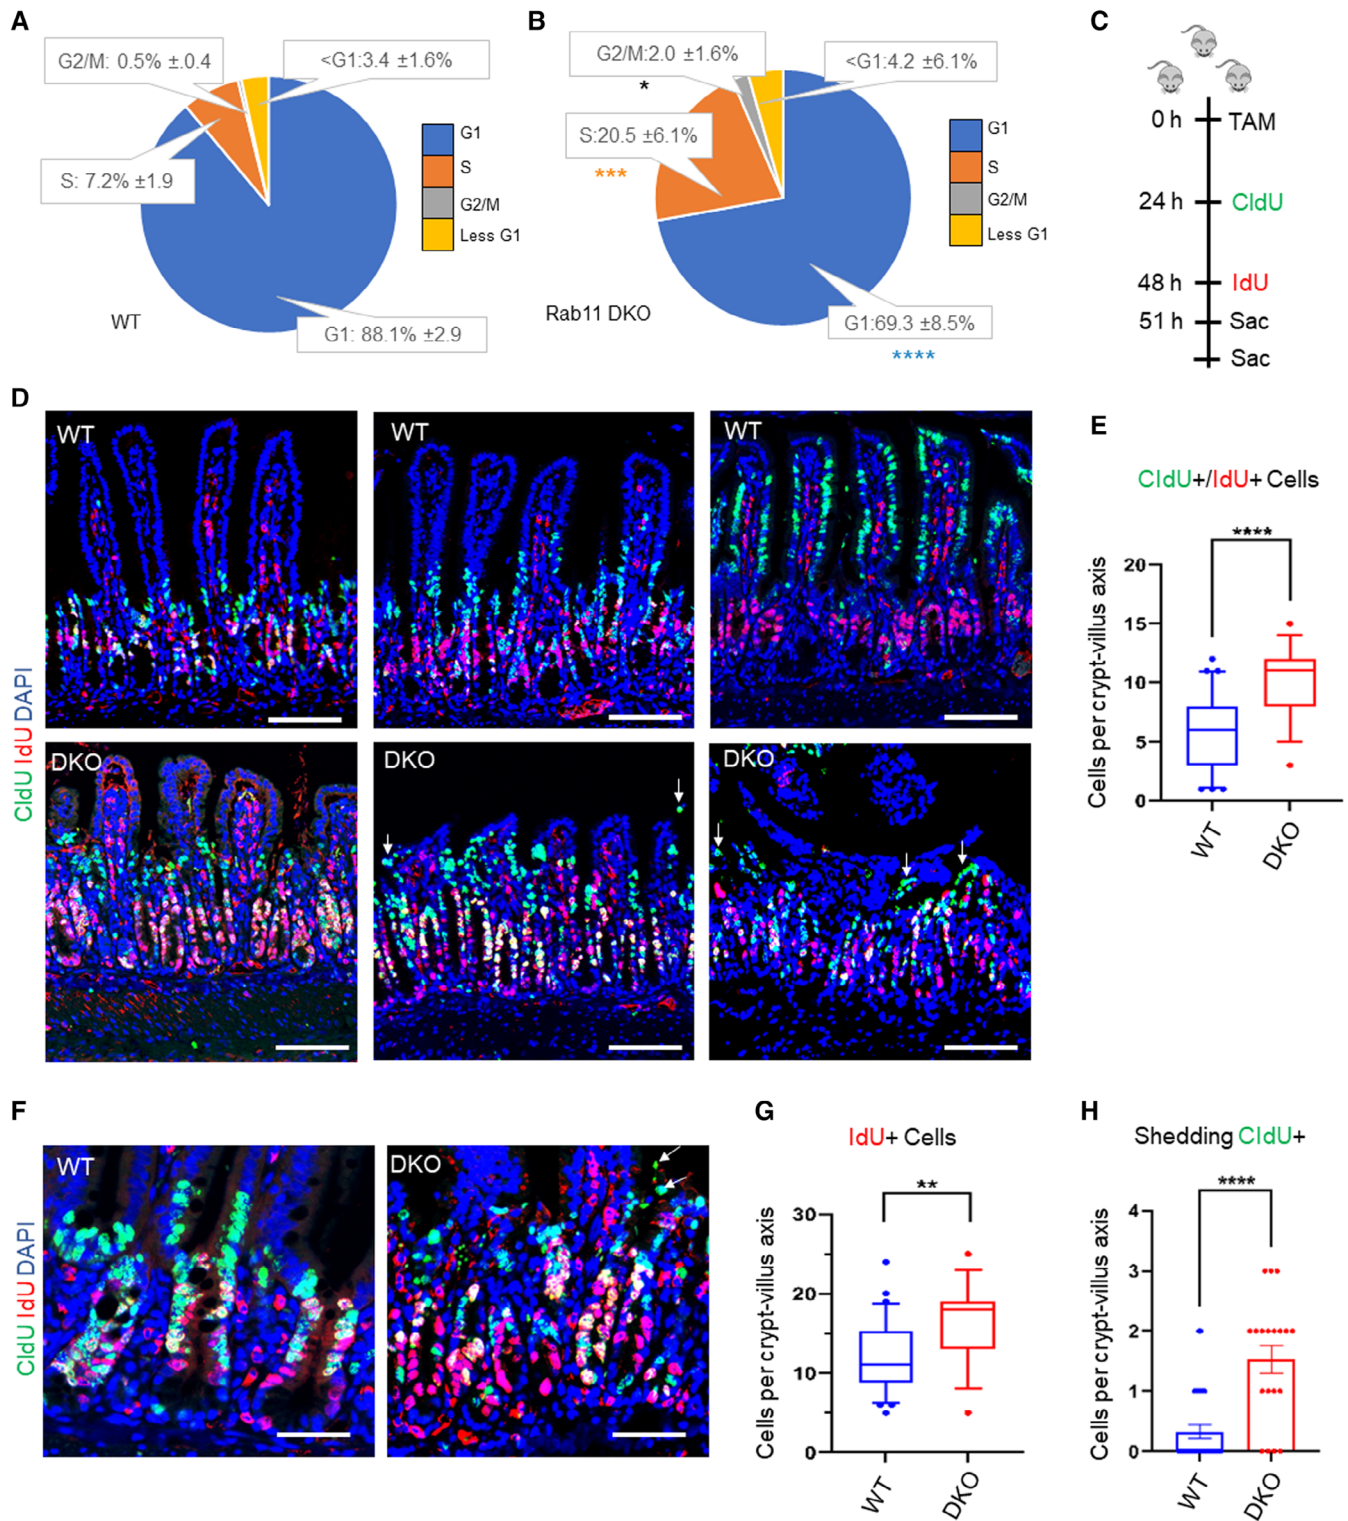 A
G2/M: 0.5% ±.0.4
<G1:3.4 ±1.6%
S: 7.2% ±1.9
G1: 88.1% ±2.9
WT
G1
S
G2/M
Less G1
B
G2/M:2.0 ±1.6%
<G1:4.2 ±6.1%
*
S:20.5 ±6.1%
***
G1:69.3 ±8.5%
****
Rab11 DKO
G1
S
G2/M
Less G1
C
0 h TAM
24 h CldU
48 h IdU
51 h Sac
Sac
D
CldU IdU DAPI
WT
WT
WT
DKO
DKO
DKO
E
CldU+/IdU+ Cells
****
Cells per crypt-villus axis
20
15
10
5
0
WT
DKO
F
CldU IdU DAPI
WT
DKO
G
IdU+ Cells
**
Cells per crypt-villus axis
30
20
10
0
WT
DKO
H
Shedding CldU+
****
Cells per crypt-villus axis
4
3
2
1
0
WT
DKO